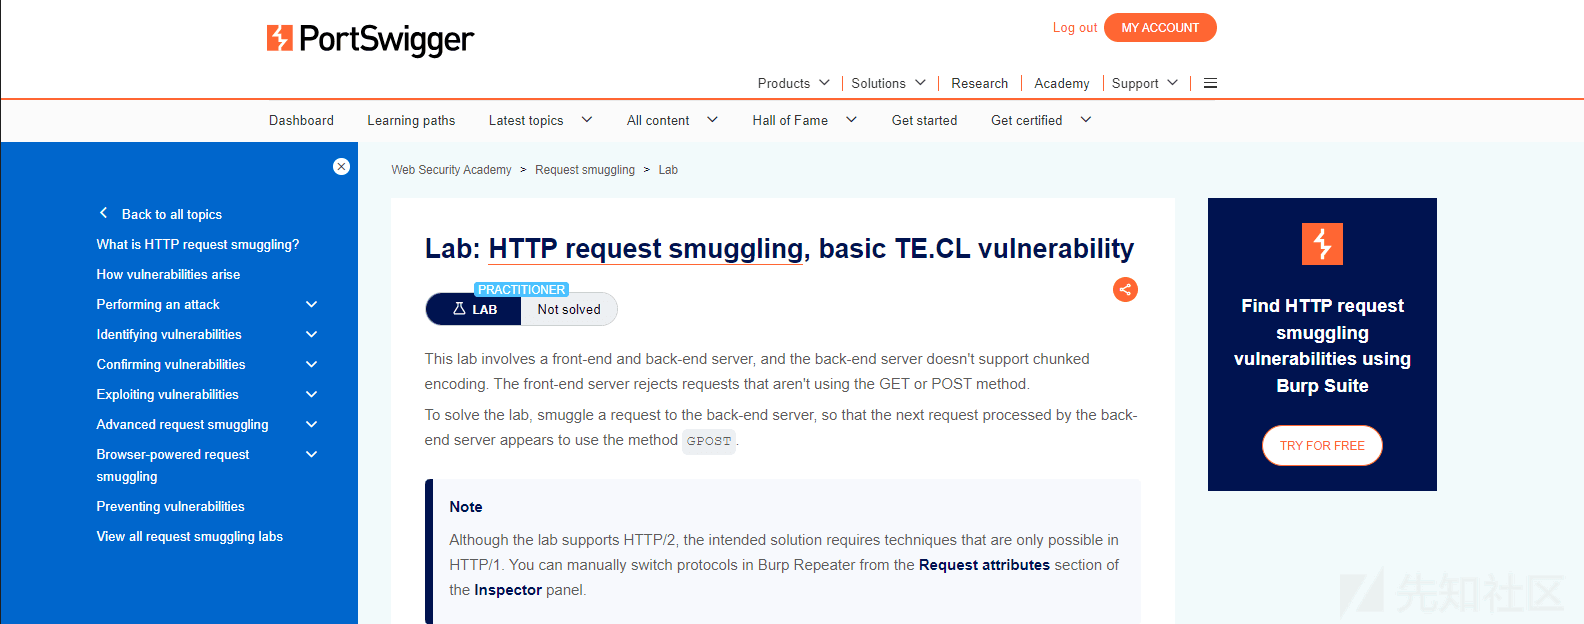 PortSwigger
Log out
MY ACCOUNT
Products
Solutions
Research
Academy
Support
Dashboard
Learning paths
Latest topics
All content
Hall of Fame
Get started
Get certified
Back to all topics
What is HTTP request smuggling?
How vulnerabilities arise
Performing an attack
Identifying vulnerabilities
Confirming vulnerabilities
Exploiting vulnerabilities
Advanced request smuggling
Browser-powered request
smuggling
Preventing vulnerabilities
View all request smuggling labs
Web Security Academy > Request smuggling > Lab
Lab: HTTP request smuggling, basic TE.CL vulnerability
PRACTITIONER
LAB
Not solved
This lab involves a front-end and back-end server, and the back-end server doesn't support chunked
encoding. The front-end server rejects requests that aren't using the GET or POST method.
To solve the lab, smuggle a request to the back-end server, so that the next request processed by the back-
end server appears to use the method GPOST.
Note
Although the lab supports HTTP/2, the intended solution requires techniques that are only possible in
HTTP/1. You can manually switch protocols in Burp Repeater from the Request attributes section of
the Inspector panel.
Find HTTP request
smuggling
vulnerabilities using
Burp Suite
TRY FOR FREE
先知社区